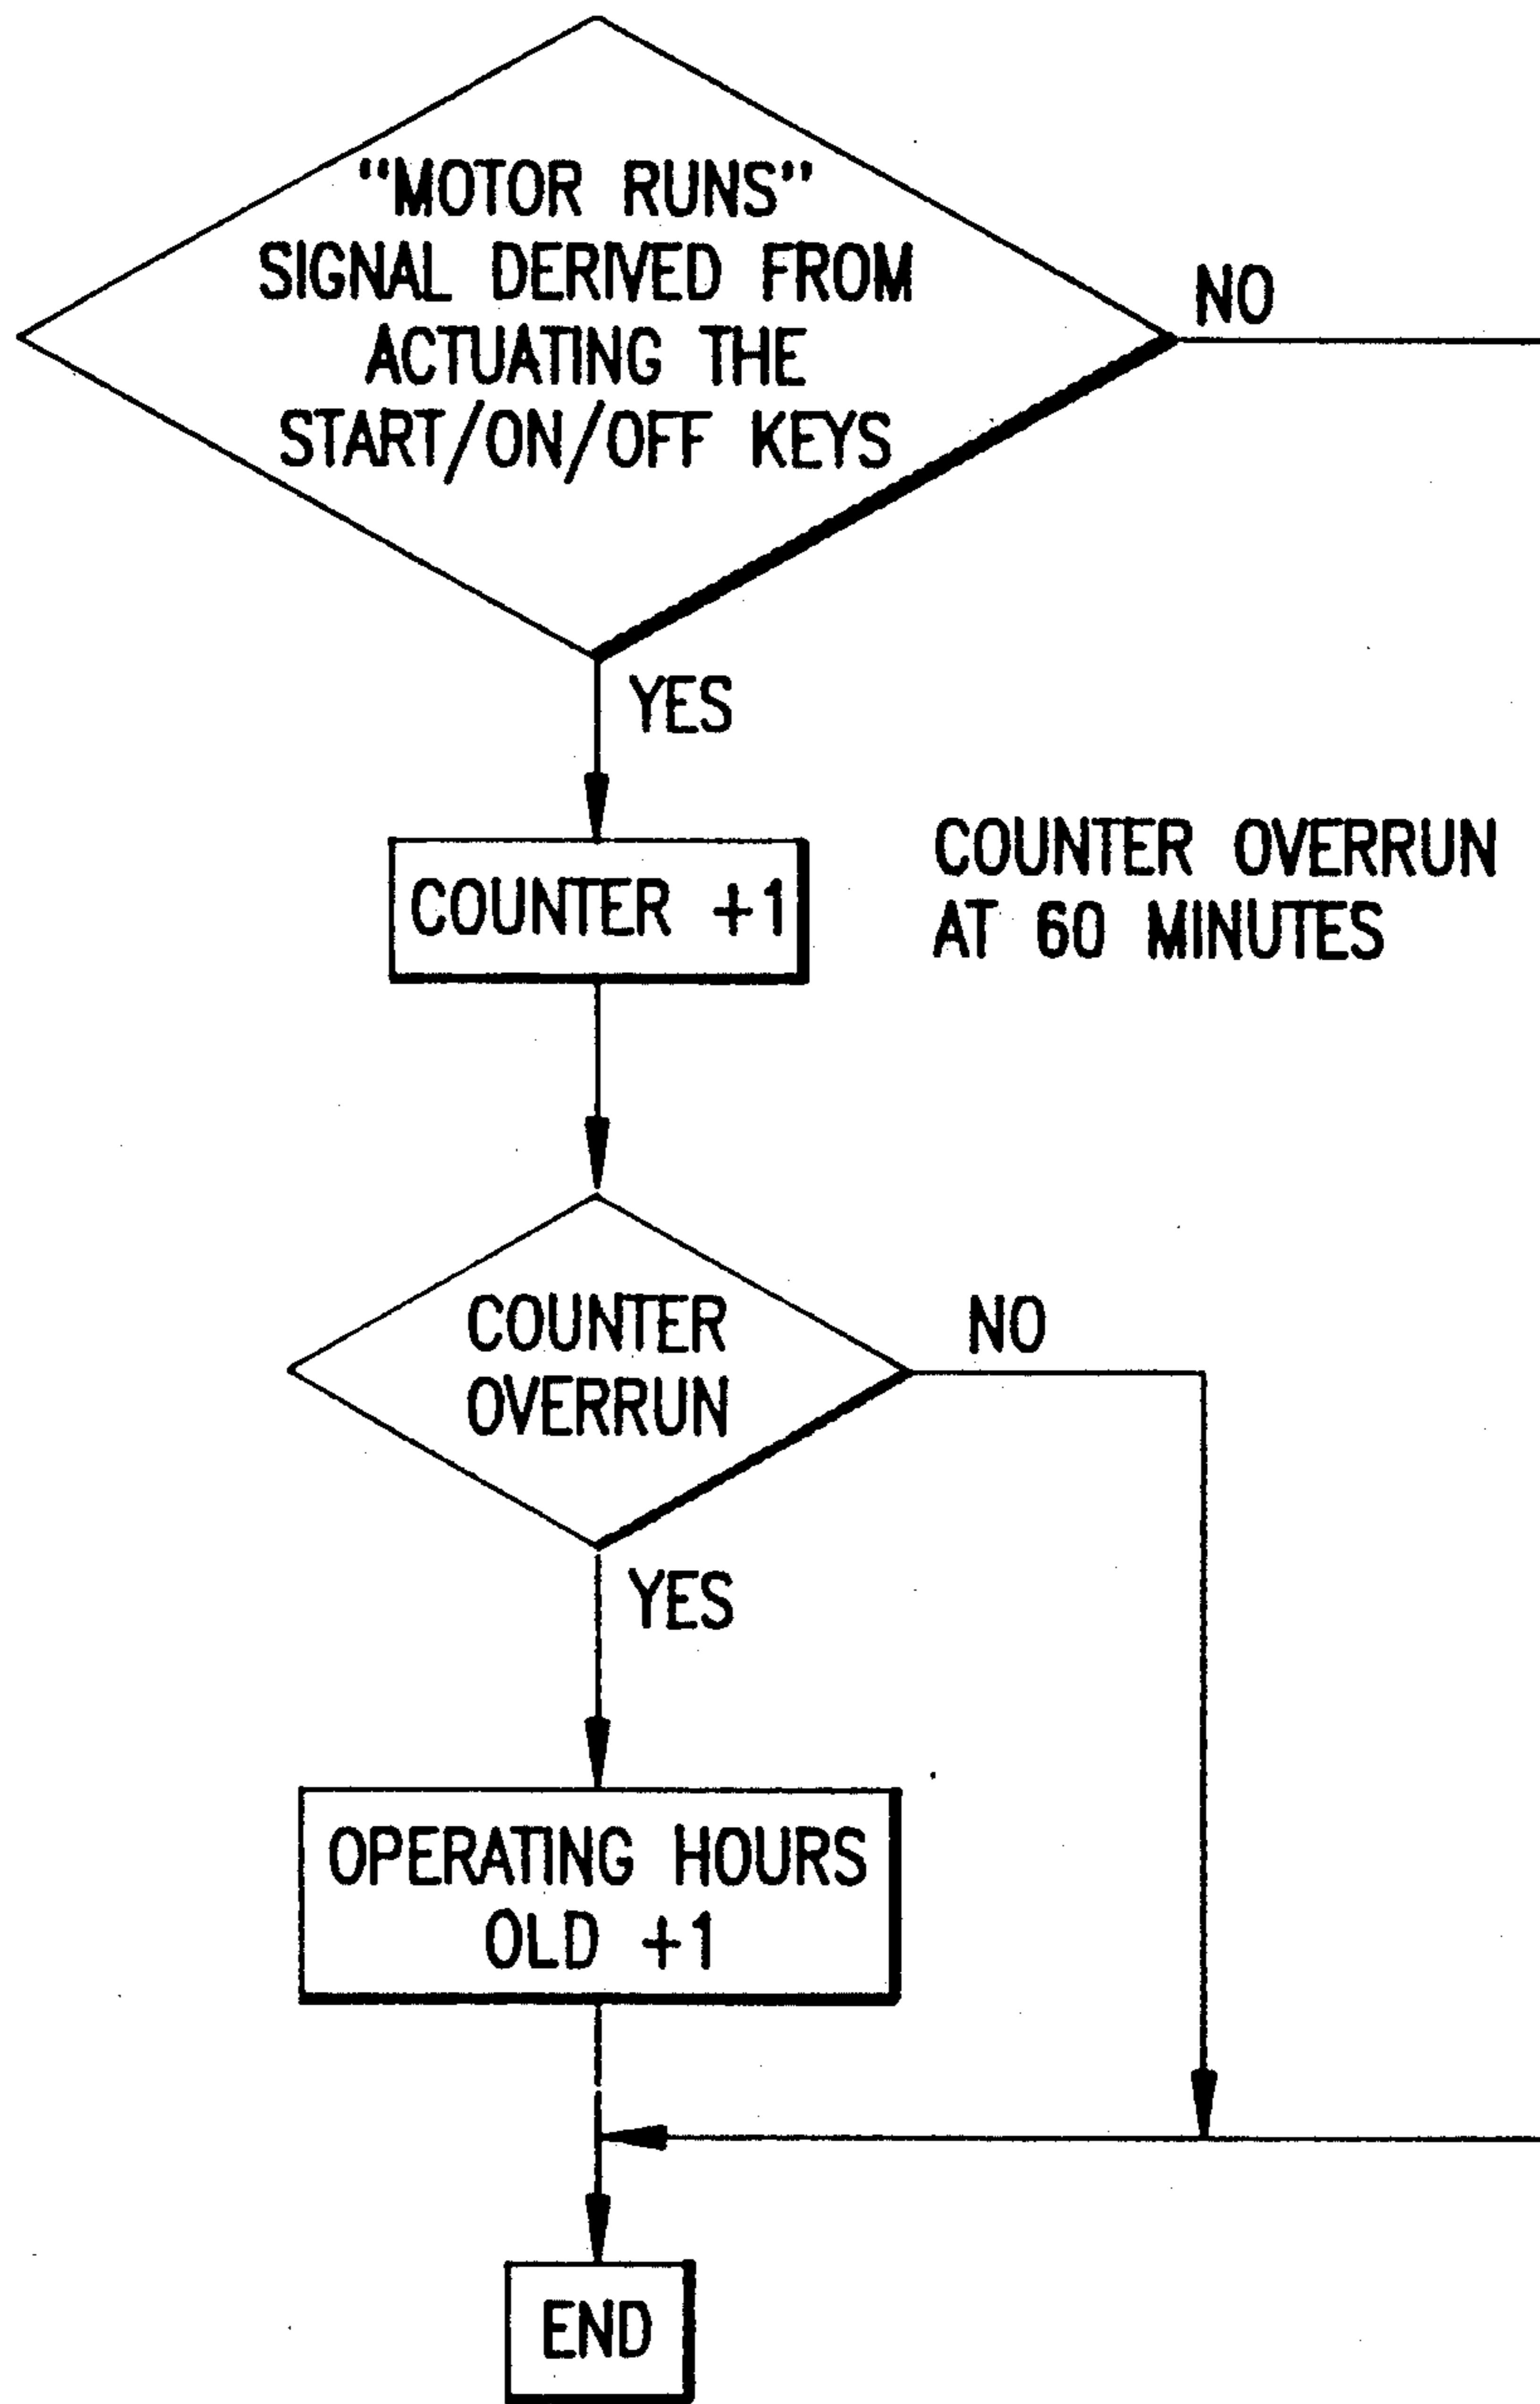 “MOTOR RUNS”
SIGNAL DERIVED FROM
ACTUATING THE
START/ON/OFF KEYS
NO
YES
COUNTER +1
COUNTER OVERRUN
AT 60 MINUTES
COUNTER
OVERRUN
NO
YES
OPERATING HOURS
OLD +1
END